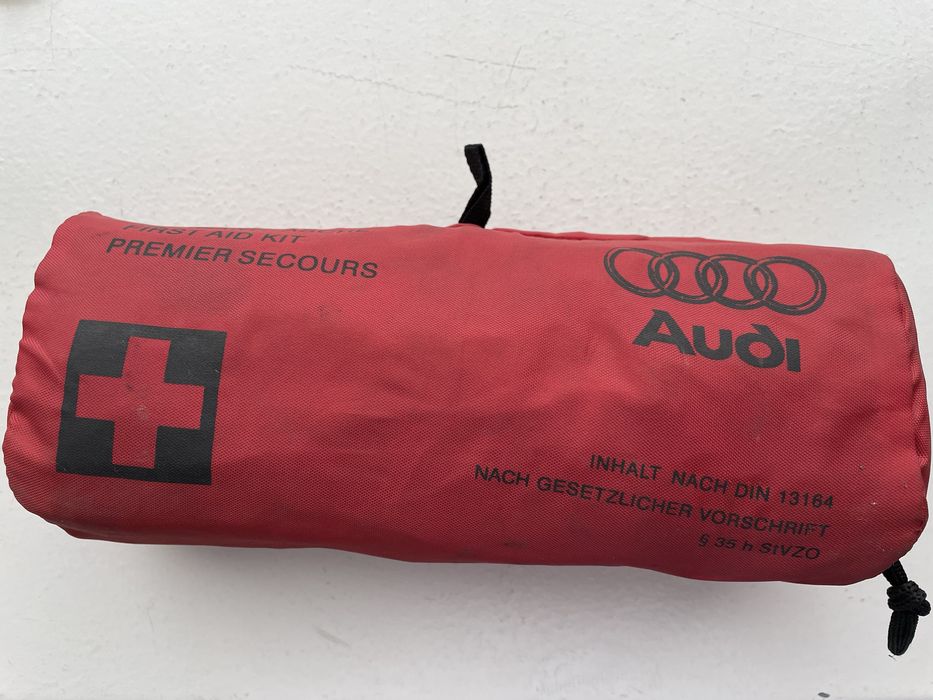 FIRST AID KIT
PREMIER SECOURS
Audi
INHALT NACH DIN 13164
NACH GESETZLICHER VORSCHRIFT
§ 35 h StVZO